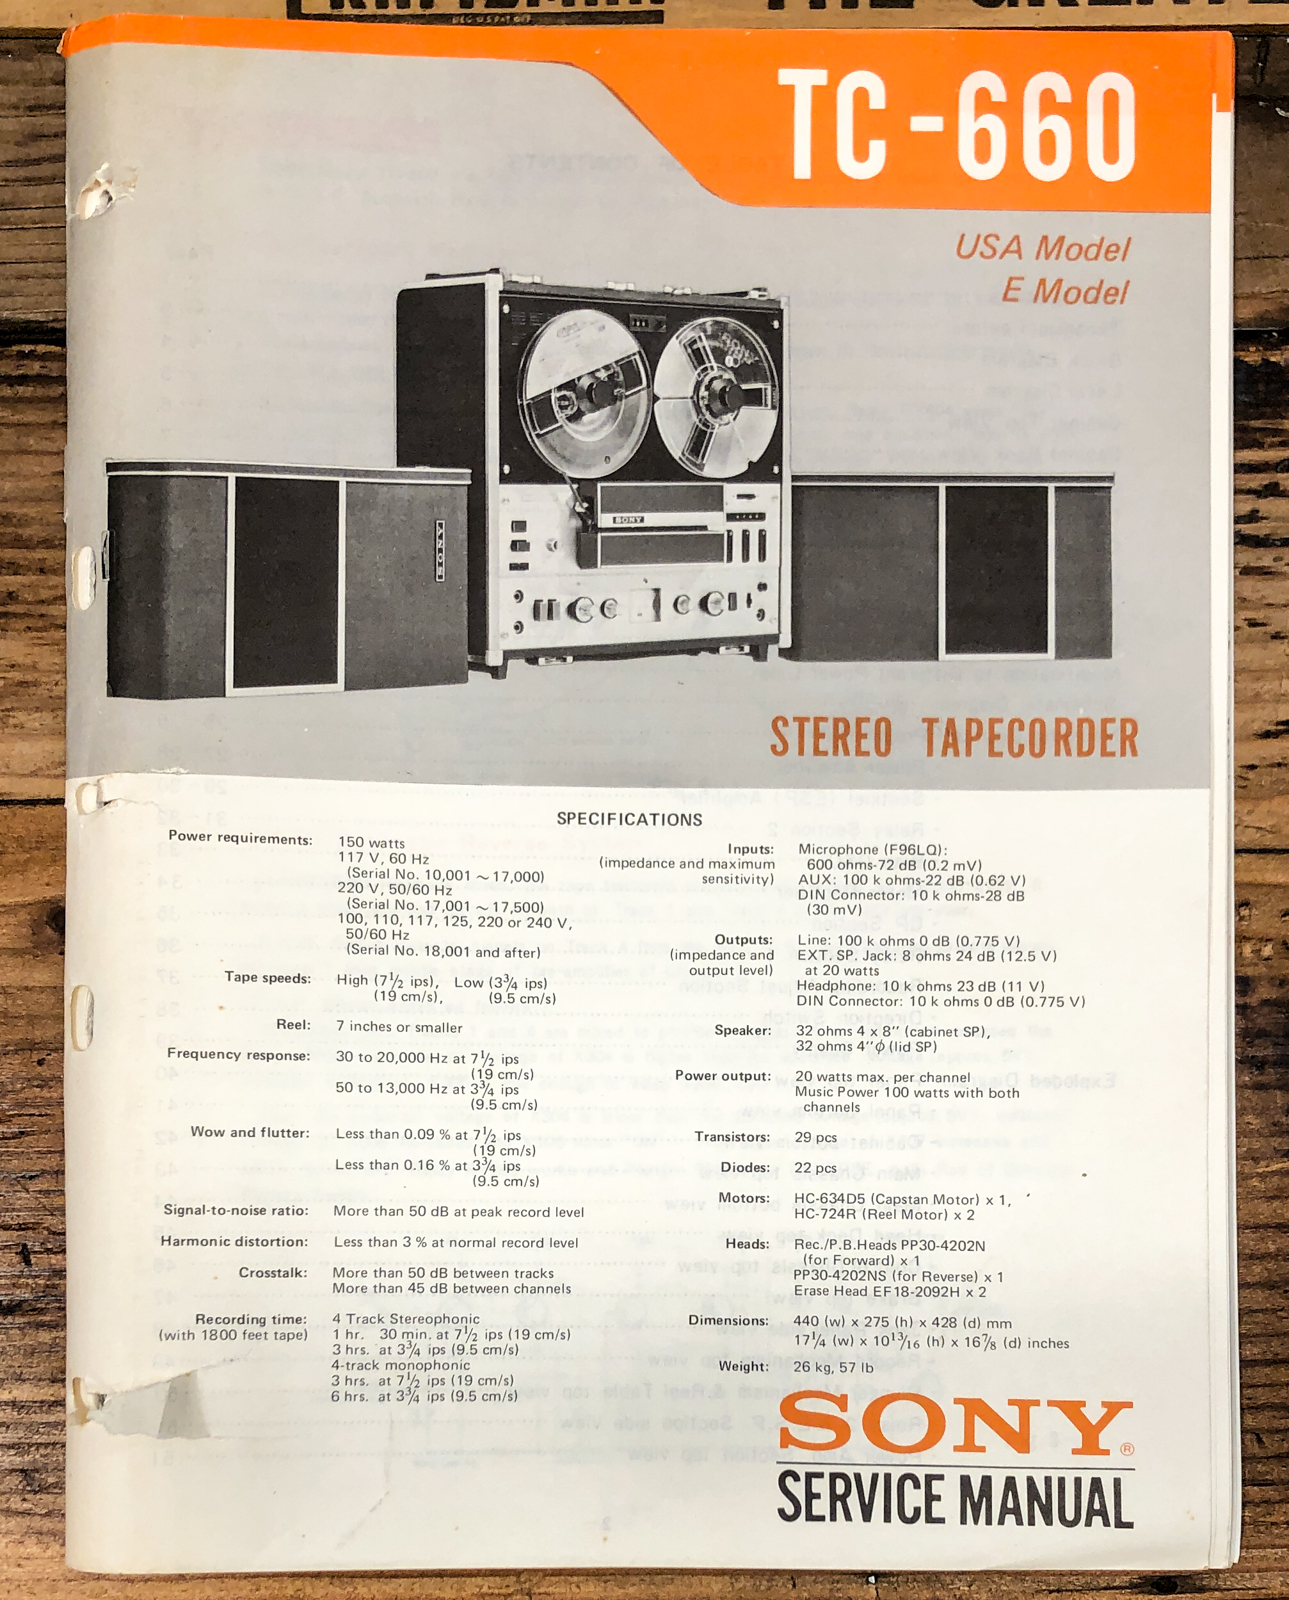 TC-660
USA Model
E Model
SONY
SONY
STEREO TAPECORDER
SPECIFICATIONS
Power requirements: 150 watts
117 V, 60 Hz
(Serial No. 10,001 ~ 17,000)
220 V, 50/60 Hz
(Serial No. 17,001 ~ 17,500)
100, 110, 117, 125, 220 or 240 V,
50/60 Hz
(Serial No. 18,001 and after)
Tape speeds: High (7½ ips), Low (3¾ ips)
(19 cm/s), (9.5 cm/s)
Reel: 7 inches or smaller
Frequency response: 30 to 20,000 Hz at 7½ ips
(19 cm/s)
50 to 13,000 Hz at 3¾ ips
(9.5 cm/s)
Wow and flutter: Less than 0.09 % at 7½ ips
(19 cm/s)
Less than 0.16 % at 3¾ ips
(9.5 cm/s)
Signal-to-noise ratio: More than 50 dB at peak record level
Harmonic distortion: Less than 3 % at normal record level
Crosstalk: More than 50 dB between tracks
More than 45 dB between channels
Recording time: 4 Track Stereophonic
(with 1800 feet tape) 1 hr. 30 min. at 7½ ips (19 cm/s)
3 hrs. at 3¾ ips (9.5 cm/s)
4-track monophonic
3 hrs. at 7½ ips (19 cm/s)
6 hrs. at 3¾ ips (9.5 cm/s)
Inputs: Microphone (F96LQ):
(impedance and maximum 600 ohms-72 dB (0.2 mV)
sensitivity) AUX: 100 k ohms-22 dB (0.62 V)
DIN Connector: 10 k ohms-28 dB
(30 mV)
Outputs: Line: 100 k ohms 0 dB (0.775 V)
(impedance and EXT. SP. Jack: 8 ohms 24 dB (12.5 V)
output level) at 20 watts
Headphone: 10 k ohms 23 dB (11 V)
DIN Connector: 10 k ohms 0 dB (0.775 V)
Speaker: 32 ohms 4 x 8" (cabinet SP),
32 ohms 4"φ (lid SP)
Power output: 20 watts max. per channel
Music Power 100 watts with both
channels
Transistors: 29 pcs
Diodes: 22 pcs
Motors: HC-634D5 (Capstan Motor) x 1,
HC-724R (Reel Motor) x 2
Heads: Rec./P.B.Heads PP30-4202N
(for Forward) x 1
PP30-4202NS (for Reverse) x 1
Erase Head EF18-2092H x 2
Dimensions: 440 (w) x 275 (h) x 428 (d) mm
17¼ (w) x 10 13/16 (h) x 16⅞ (d) inches
Weight: 26 kg, 57 lb
SONY®
SERVICE MANUAL